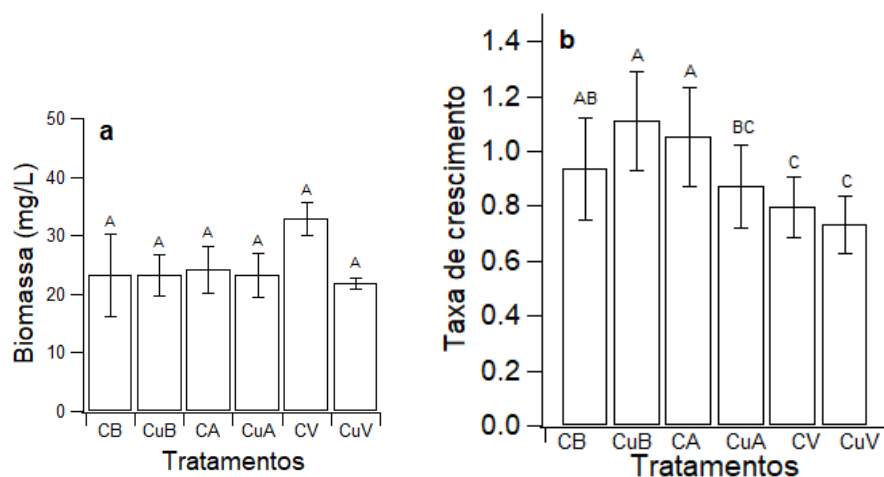 a
Biomassa (mg/L)
50
40
30
20
10
0
A A A A A A
CB CuB CA CuA CV CuV
Tratamentos
b
Taxa de crescimento
1.4
1.2
1.0
0.8
0.6
0.4
0.2
0.0
AB A A BC C C
CB CuB CA CuA CV CuV
Tratamentos